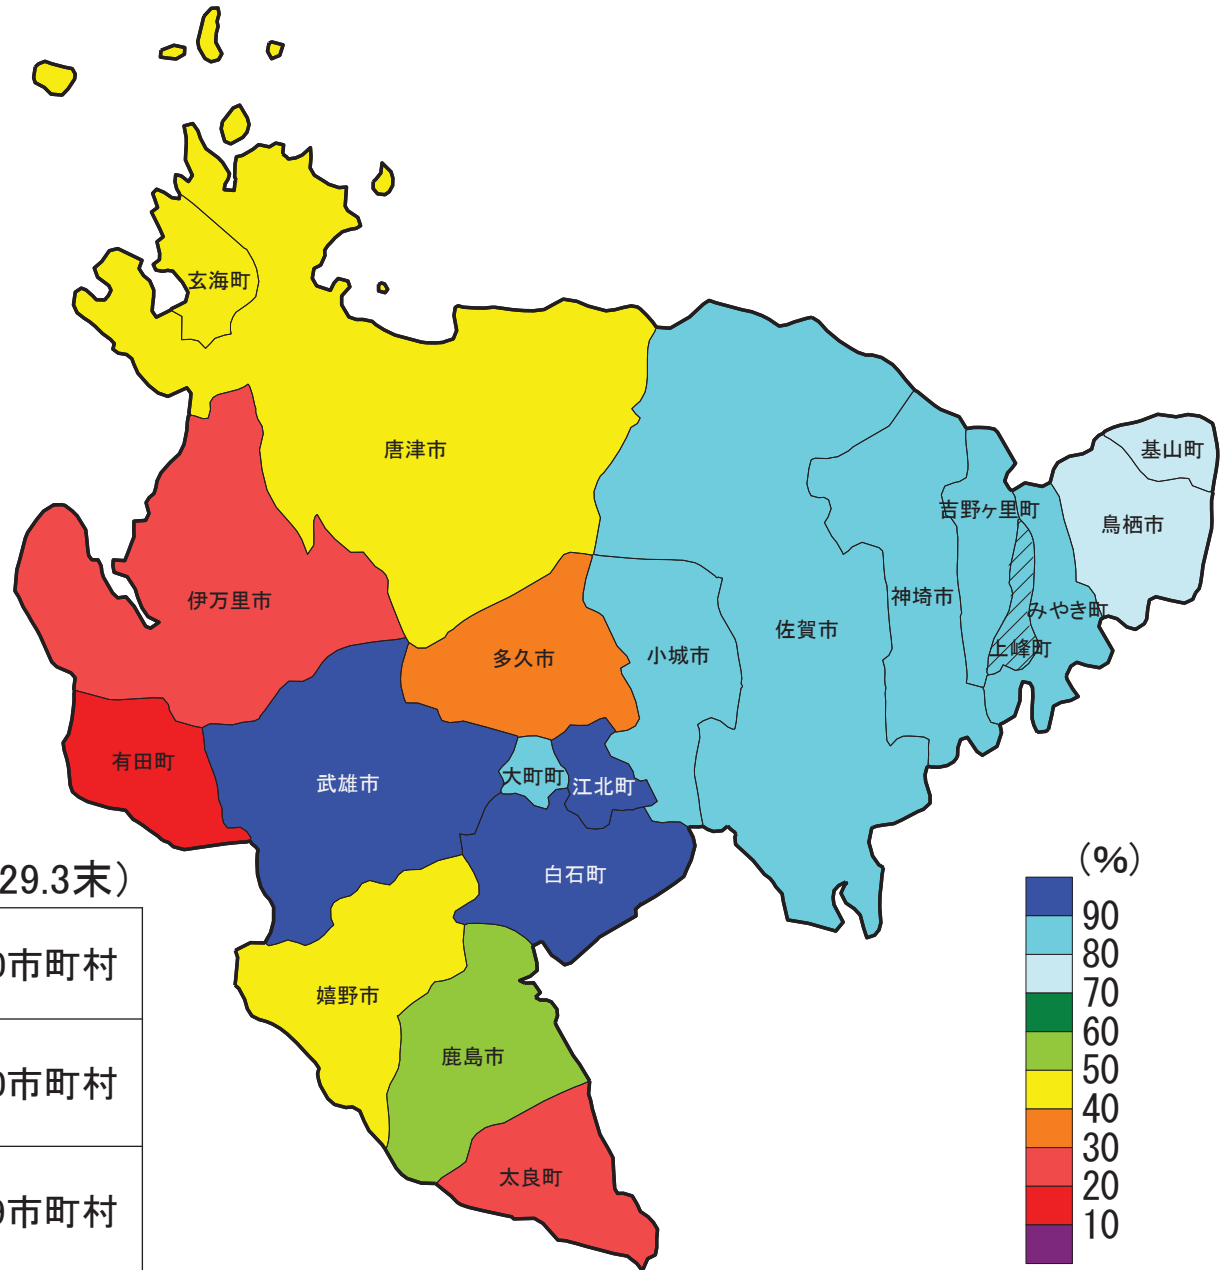 玄海町
唐津市
基山町
吉野ヶ里町
鳥栖市
伊万里市
神埼市
みやき町
佐賀市
上峰町
小城市
多久市
有田町
武雄市
大町町
江北町
白石町
嬉野市
鹿島市
太良町
29.3末)
0市町村
0市町村
9市町村
(%)
90
80
70
60
50
40
30
20
10